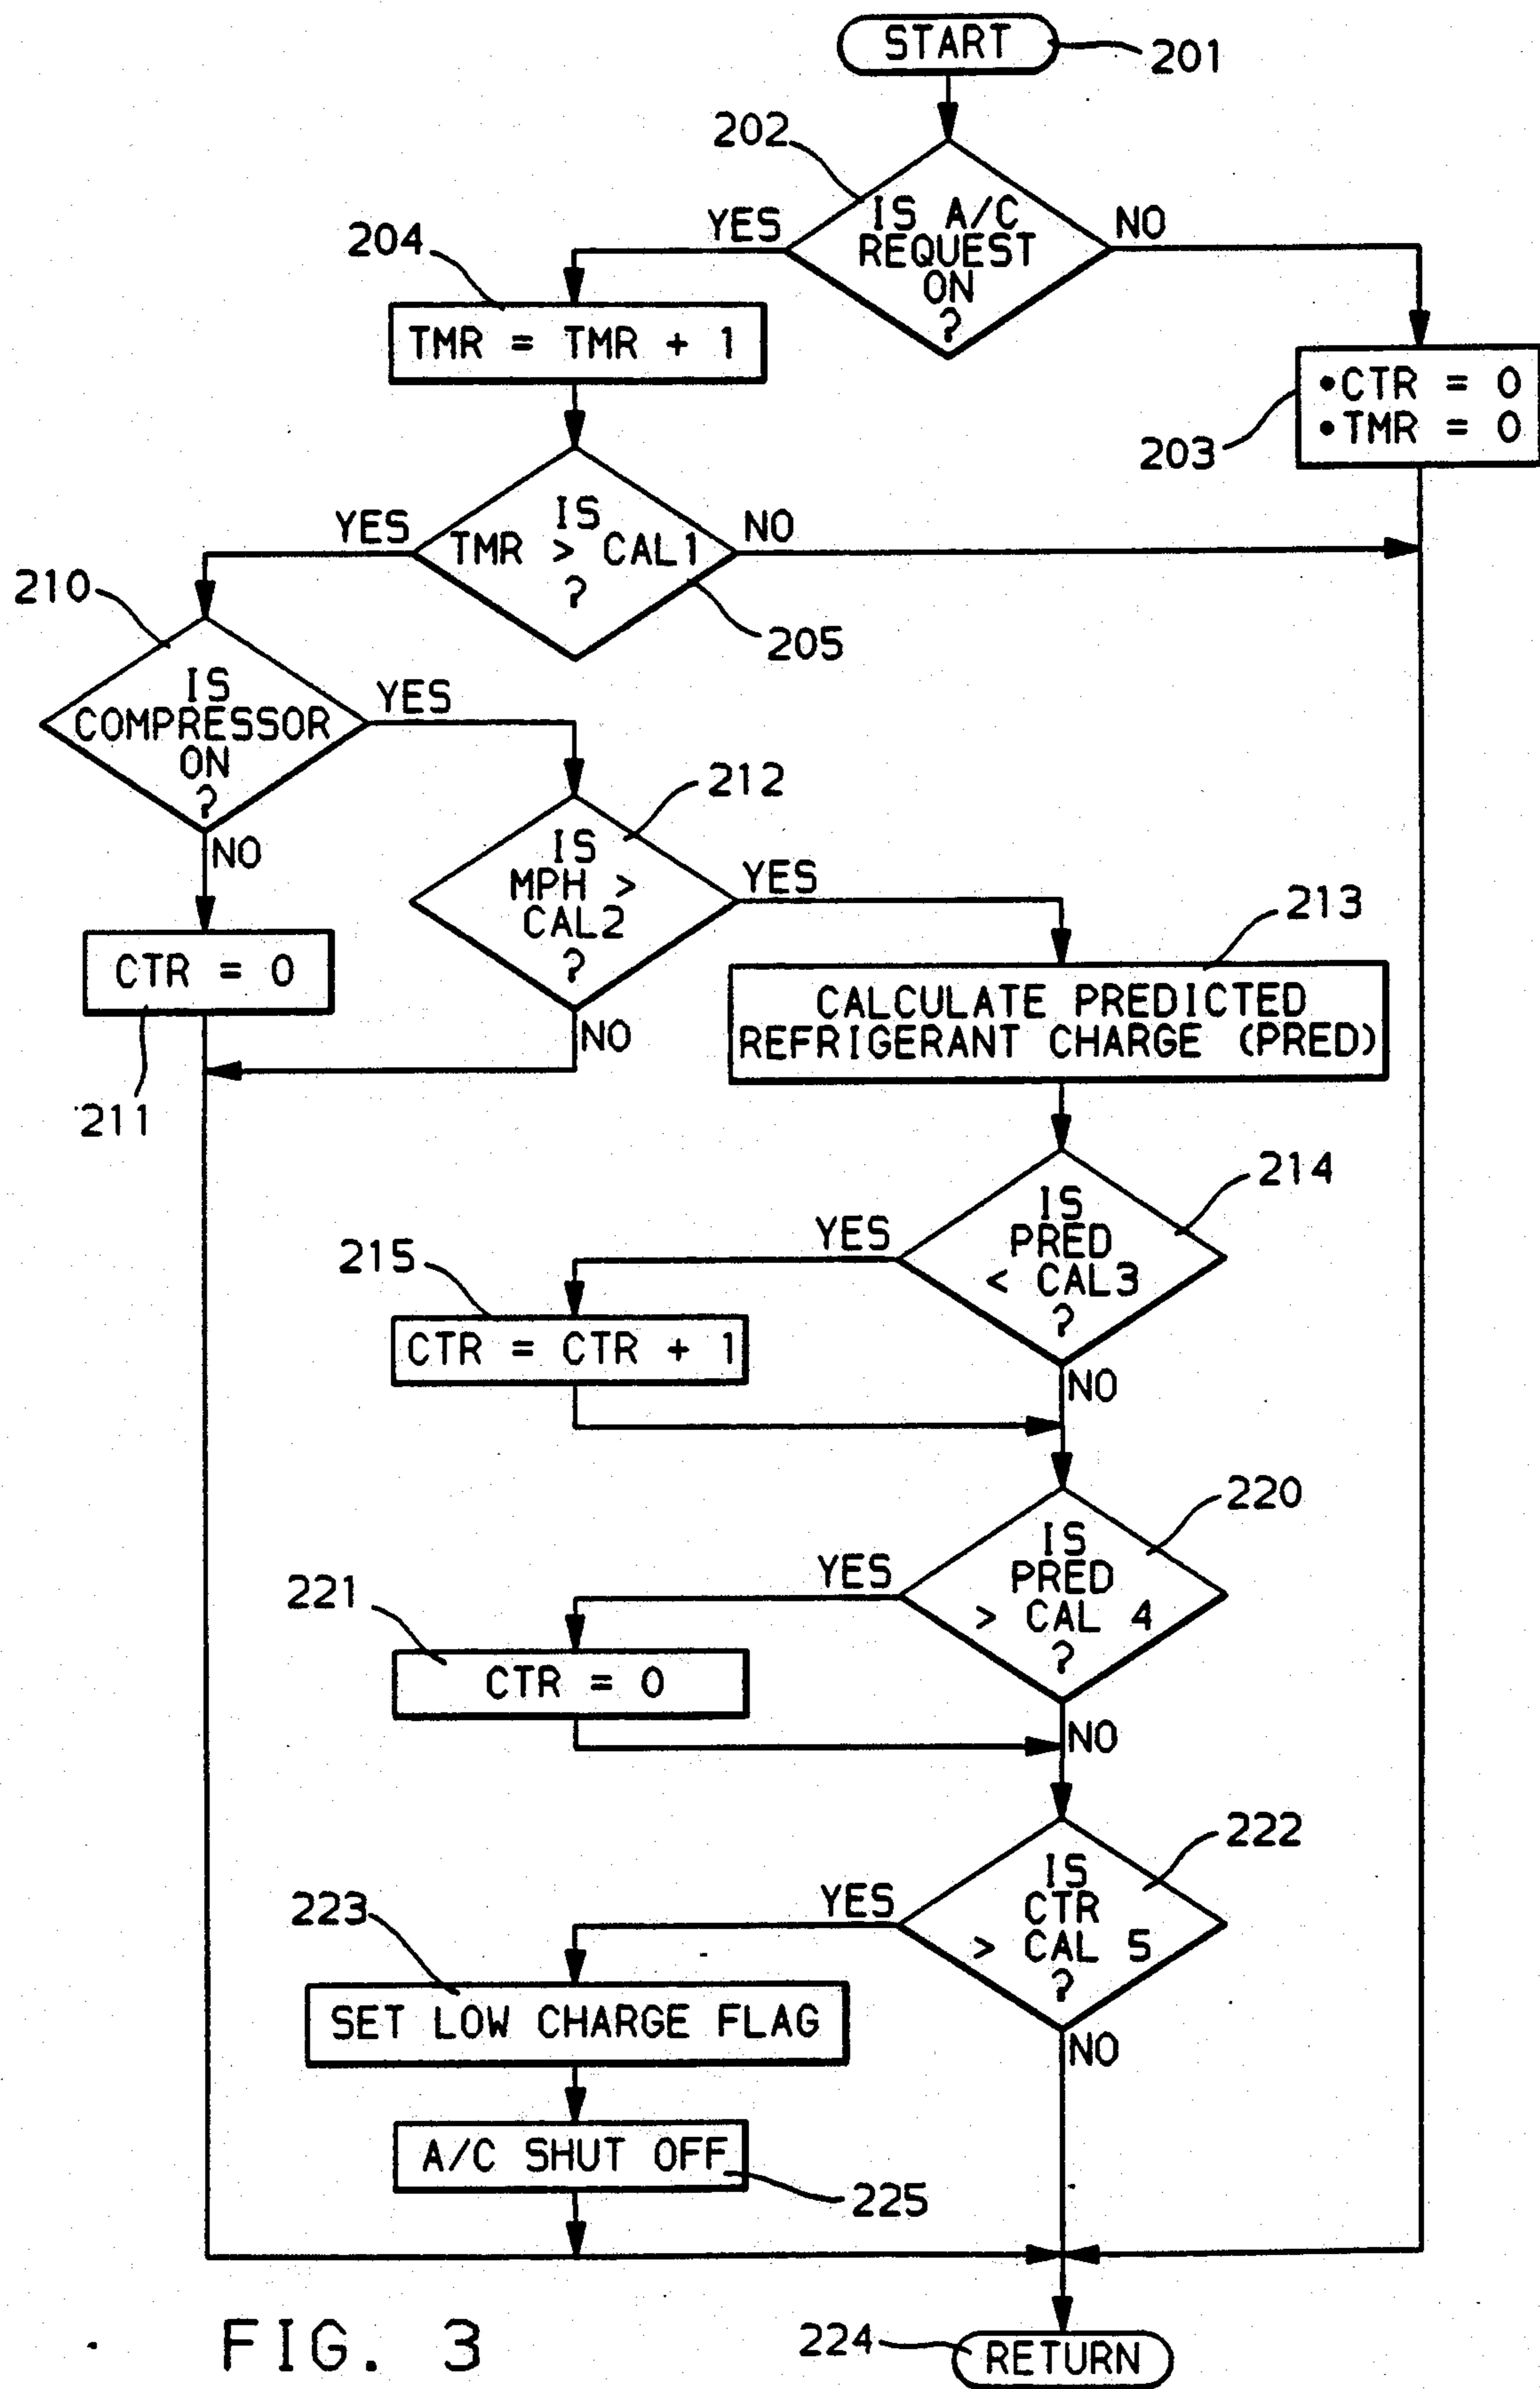 START
201
202
IS A/C
REQUEST
ON
?
YES
NO
204
TMR = TMR + 1
•CTR = 0
•TMR = 0
203
IS
TMR > CAL1
?
YES
NO
205
210
IS
COMPRESSOR
ON
?
YES
NO
212
IS
MPH >
CAL2
?
YES
NO
CTR = 0
211
213
CALCULATE PREDICTED
REFRIGERANT CHARGE (PRED)
214
IS
PRED
< CAL3
?
YES
NO
215
CTR = CTR + 1
220
IS
PRED
> CAL 4
?
YES
NO
221
CTR = 0
222
IS
CTR
> CAL 5
?
YES
NO
223
SET LOW CHARGE FLAG
A/C SHUT OFF
225
224
RETURN
FIG. 3